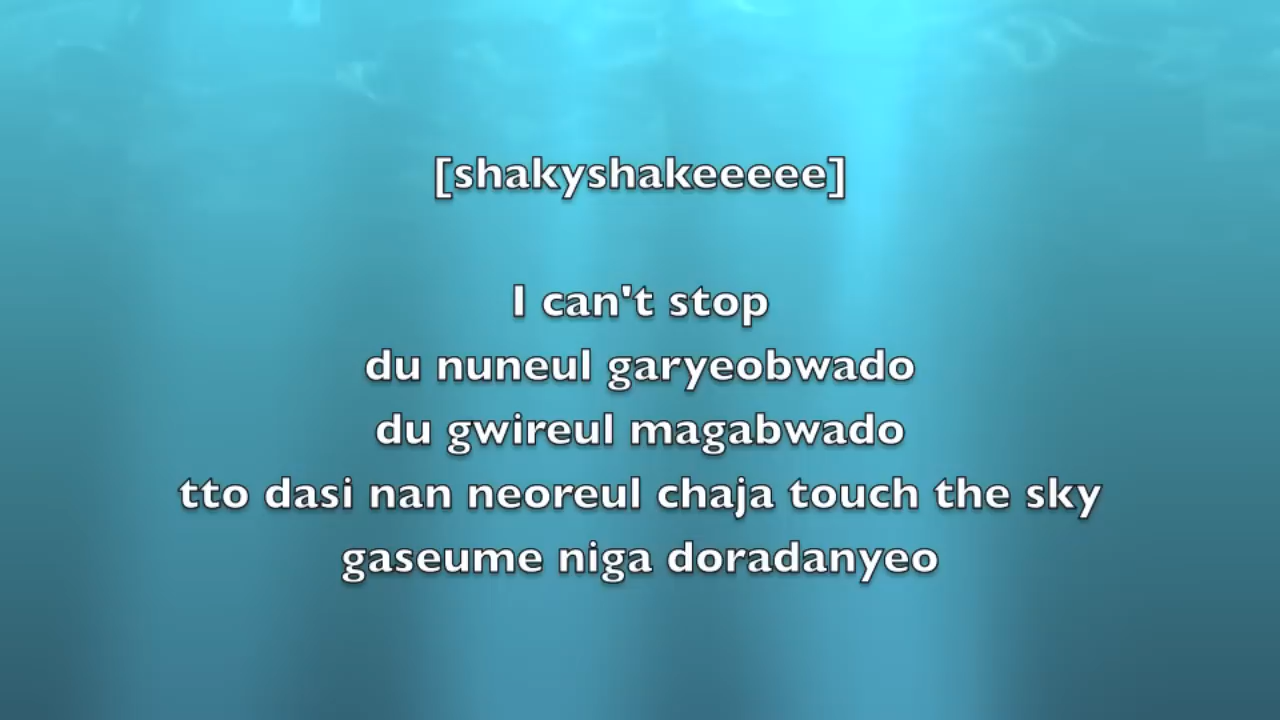 [shakyshakeeeee]
I can't stop
du nuneul garyeobwado
du gwireul magabwado
tto dasi nan neoreul chaja touch the sky
gaseume niga doradanyeo